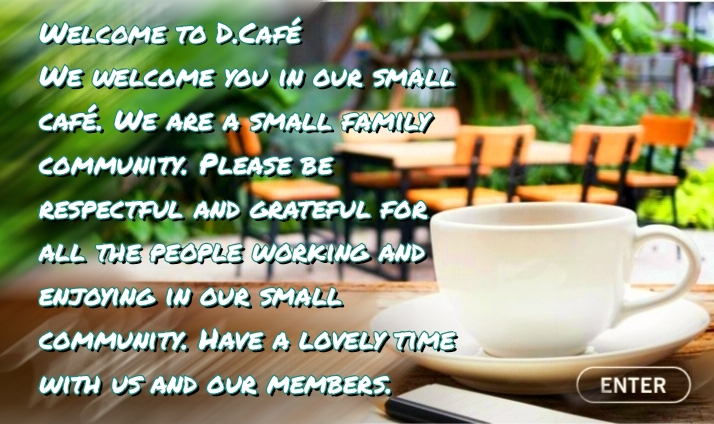 Welcome to D.Café
We welcome you in our small
café. We are a small family
community. Please be
respectful and grateful for
all the people working and
enjoying in our small
community. Have a lovely time
with us and our members.
ENTER